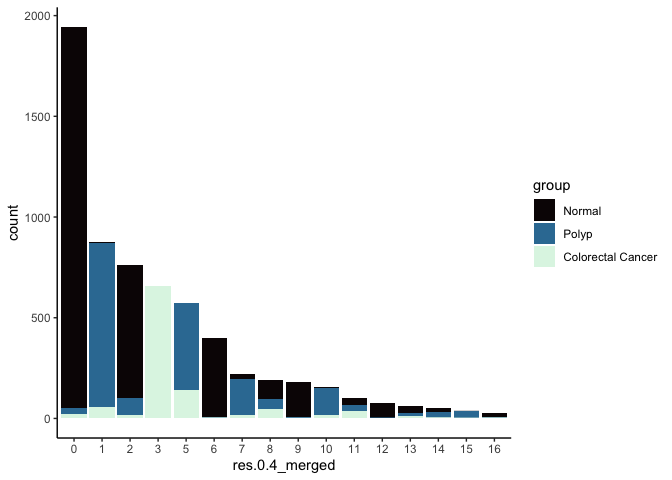 2000
1500
1000
500
0
count
0 1 2 3 5 6 7 8 9 10 11 12 13 14 15 16
res.0.4_merged
group
Normal
Polyp
Colorectal Cancer